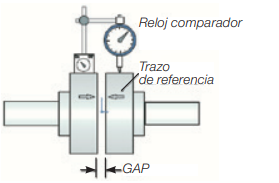 Reloj comparador
Trazo
de referencia
GAP